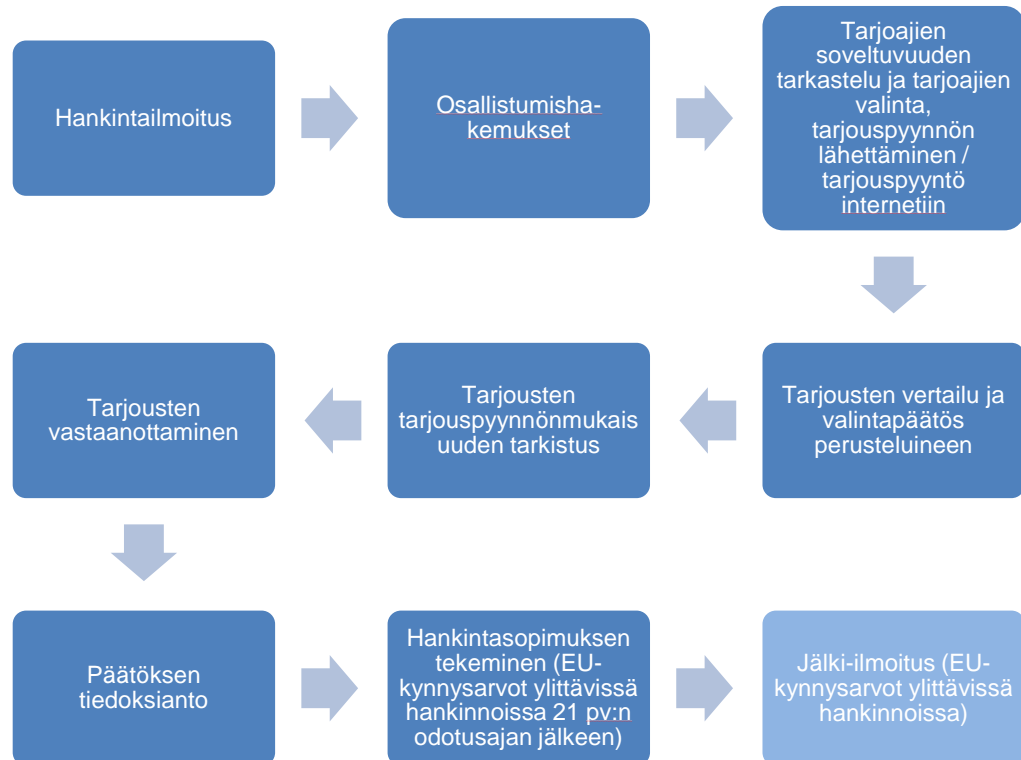 Hankintailmoitus
Osallistumisha-
kemukset
Tarjoajien
soveltuvuuden
tarkastelu ja tarjoajien
valinta,
tarjouspyynnön
lähettäminen /
tarjouspyyntö
internetiin
Tarjousten vertailu ja
valintapäätös
perusteluineen
Tarjousten
tarjouspyynnönmukais
uuden tarkistus
Tarjousten
vastaanottaminen
Päätöksen
tiedoksianto
Hankintasopimuksen
tekeminen (EU-
kynnysarvot ylittävissä
hankinnoissa 21 pv:n
odotusajan jälkeen)
Jälki-ilmoitus (EU-
kynnysarvot ylittävissä
hankinnoissa)